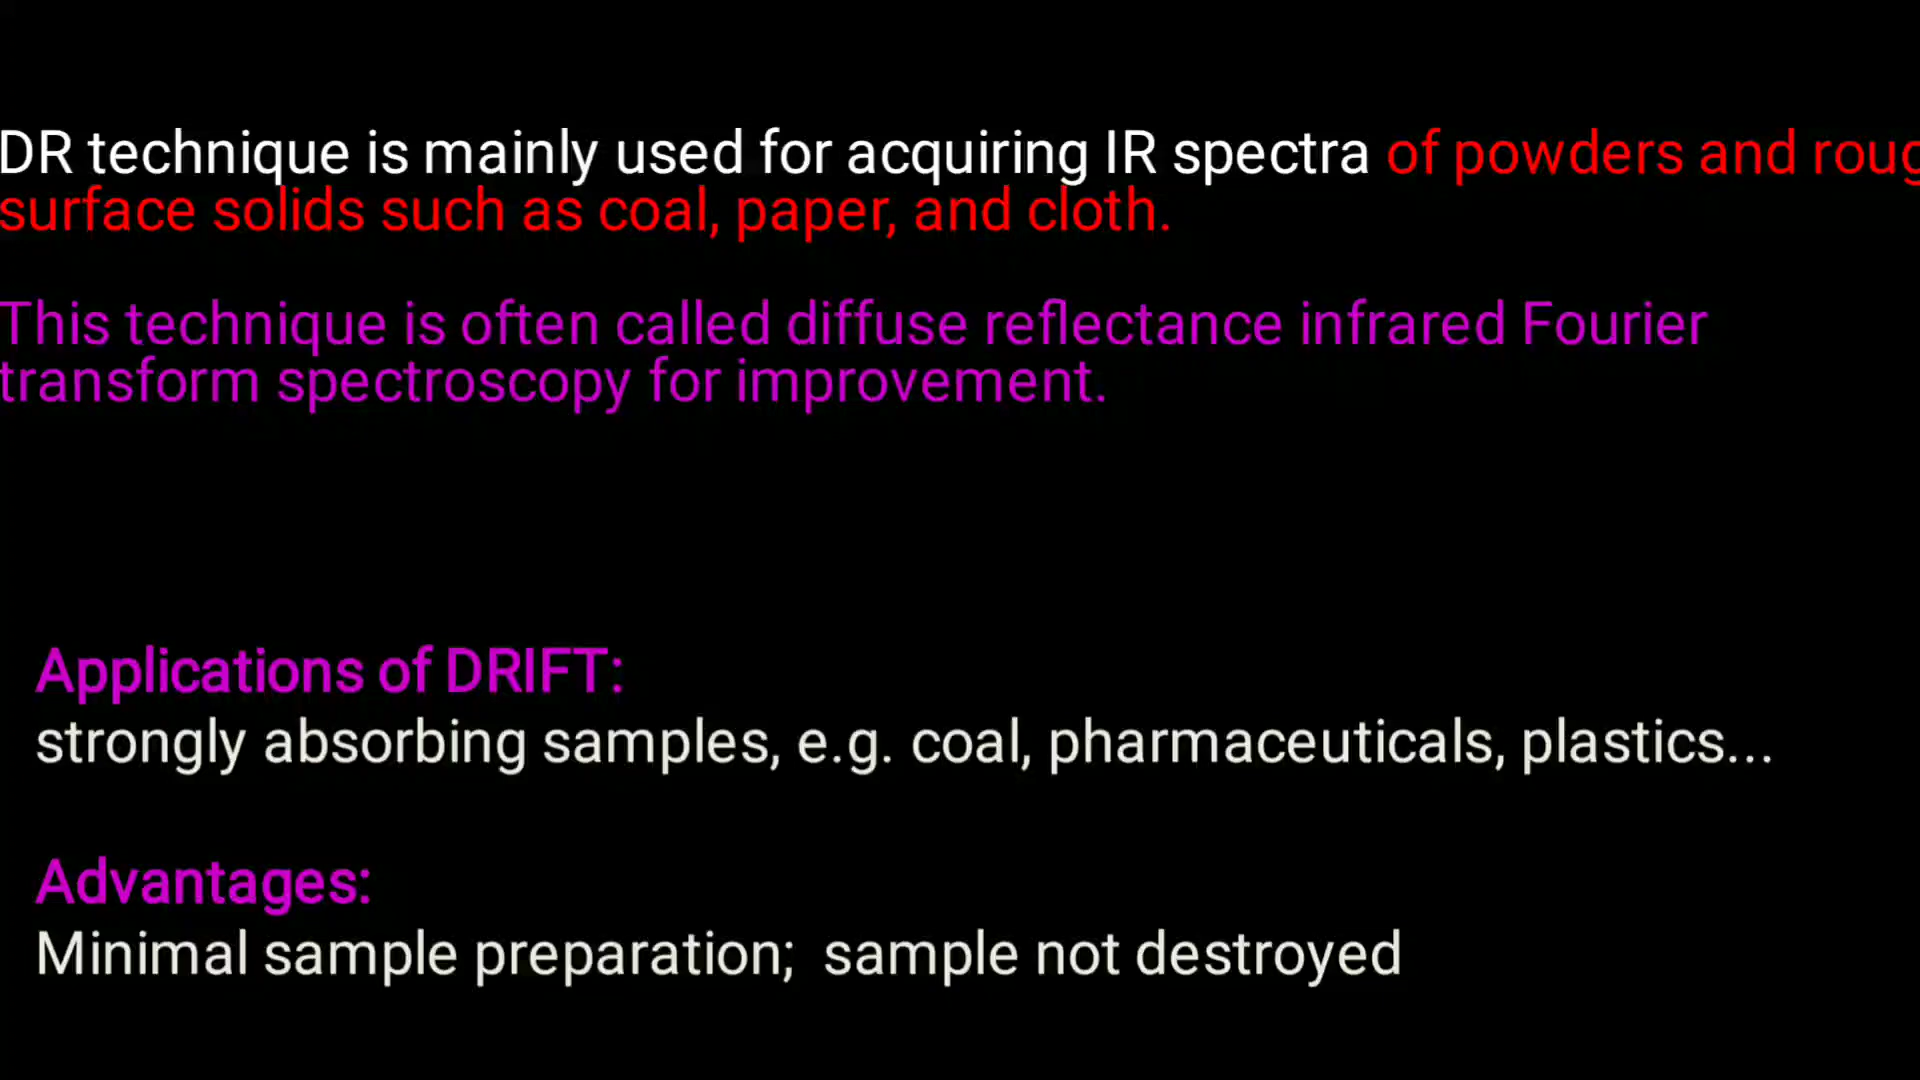 DR technique is mainly used for acquiring IR spectra of powders and roug
surface solids such as coal, paper, and cloth.
This technique is often called diffuse reflectance infrared Fourier
transform spectroscopy for improvement.
Applications of DRIFT:
strongly absorbing samples, e.g. coal, pharmaceuticals, plastics...
Advantages:
Minimal sample preparation;  sample not destroyed